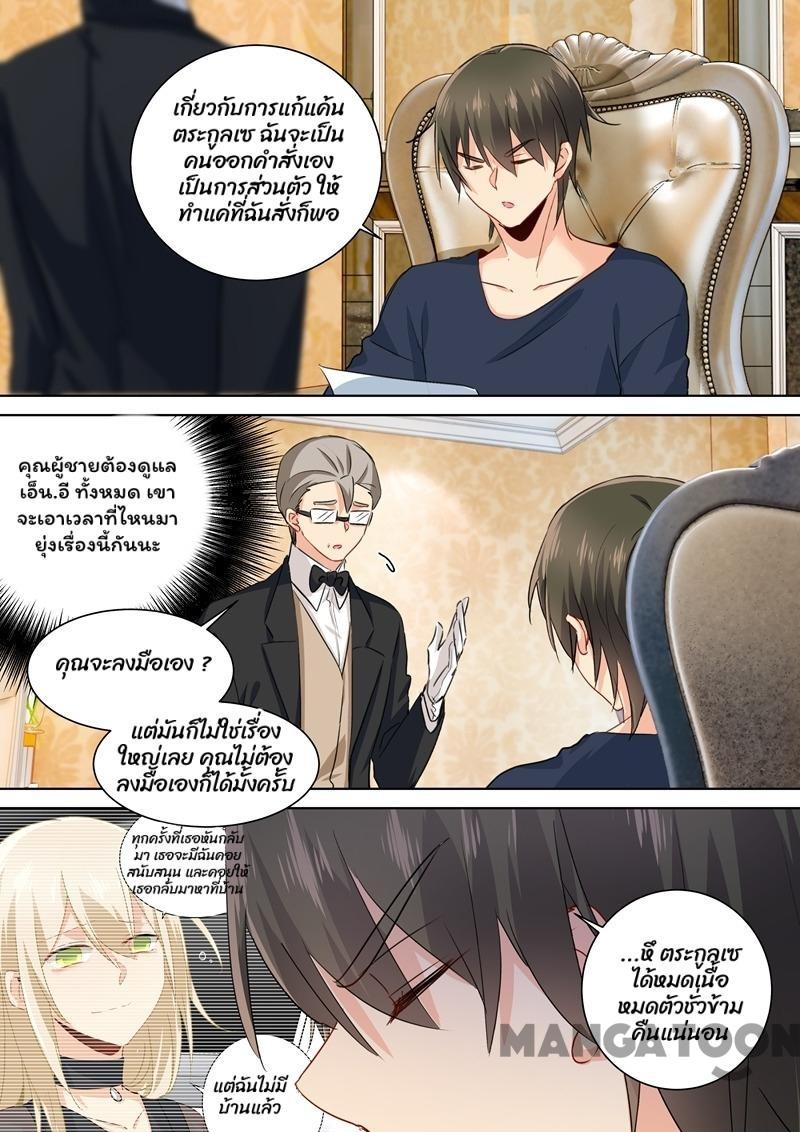 เกี่ยวกับการแก้แค้น
ตระกูลเซ ฉันจะเป็น
คนออกคำสั่งเอง
เป็นการส่วนตัว ให้
ทำแค่ที่ฉันสั่งก็พอ
คุณผู้ชายต้องดูแล
เอ็น.อี ทั้งหมด เขา
จะเอาเวลาที่ไหนมา
ยุ่งเรื่องนี้กันนะ
คุณจะลงมือเอง ?
แต่มันก็ไม่ใช่เรื่อง
ใหญ่เลย คุณไม่ต้อง
ลงมือเองก็ได้มั้งครับ
ทุกครั้งที่เธอหันกลับ
มา เธอจะมีฉันคอย
สนับสนุน และคอยให้
เธอกลับมาหาที่บ้าน
...หึ ตระกูลเซ
ได้หมดเนื้อ
หมดตัวชั่วข้าม
คืนแน่นอน
MANGATOON
แต่ฉันไม่มี
บ้านแล้ว